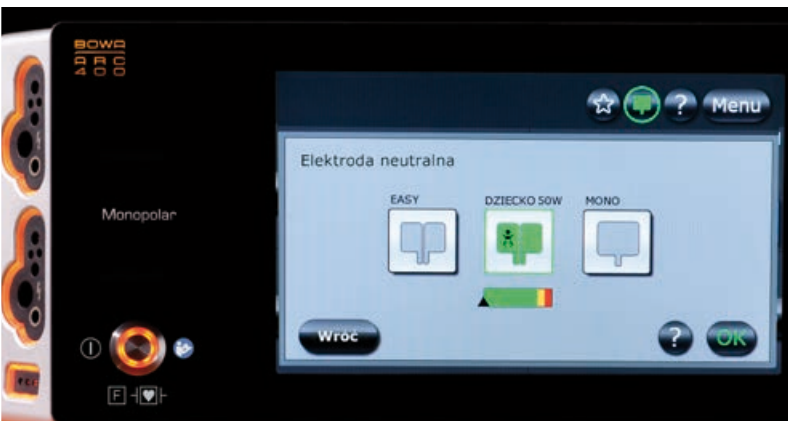 BOWA
ARC
400
Menu
?
Elektroda neutralna
EASY
DZIECKO 50W
MONO
Monopolar
Wróć
?
OK
F